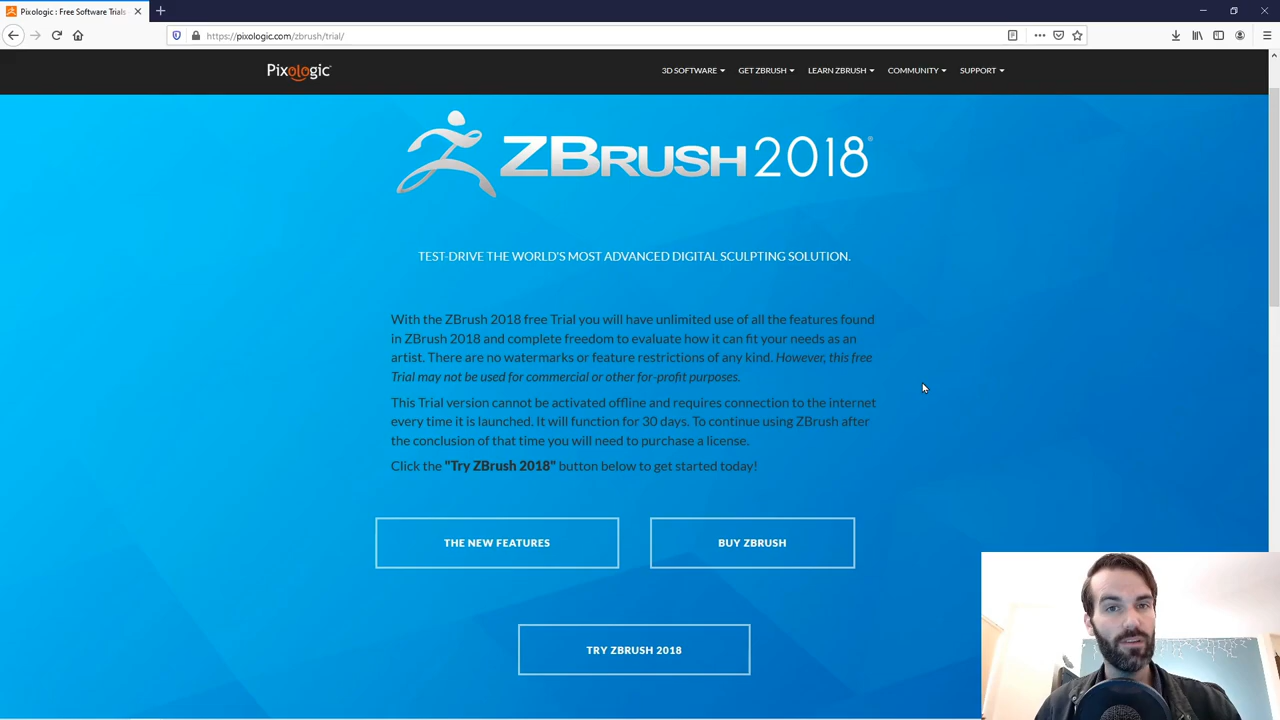 Pixologic : Free Software Trials
https://pixologic.com/zbrush/trial/
Pixologic
3D SOFTWARE GET ZBRUSH LEARN ZBRUSH COMMUNITY SUPPORT
ZBRUSH 2018
TEST-DRIVE THE WORLD'S MOST ADVANCED DIGITAL SCULPTING SOLUTION.
With the ZBrush 2018 free Trial you will have unlimited use of all the features found
in ZBrush 2018 and complete freedom to evaluate how it can fit your needs as an
artist. There are no watermarks or feature restrictions of any kind. However, this free
Trial may not be used for commercial or other for-profit purposes.
This Trial version cannot be activated offline and requires connection to the internet
every time it is launched. It will function for 30 days. To continue using ZBrush after
the conclusion of that time you will need to purchase a license.
Click the "Try ZBrush 2018" button below to get started today!
THE NEW FEATURES BUY ZBRUSH
TRY ZBRUSH 2018